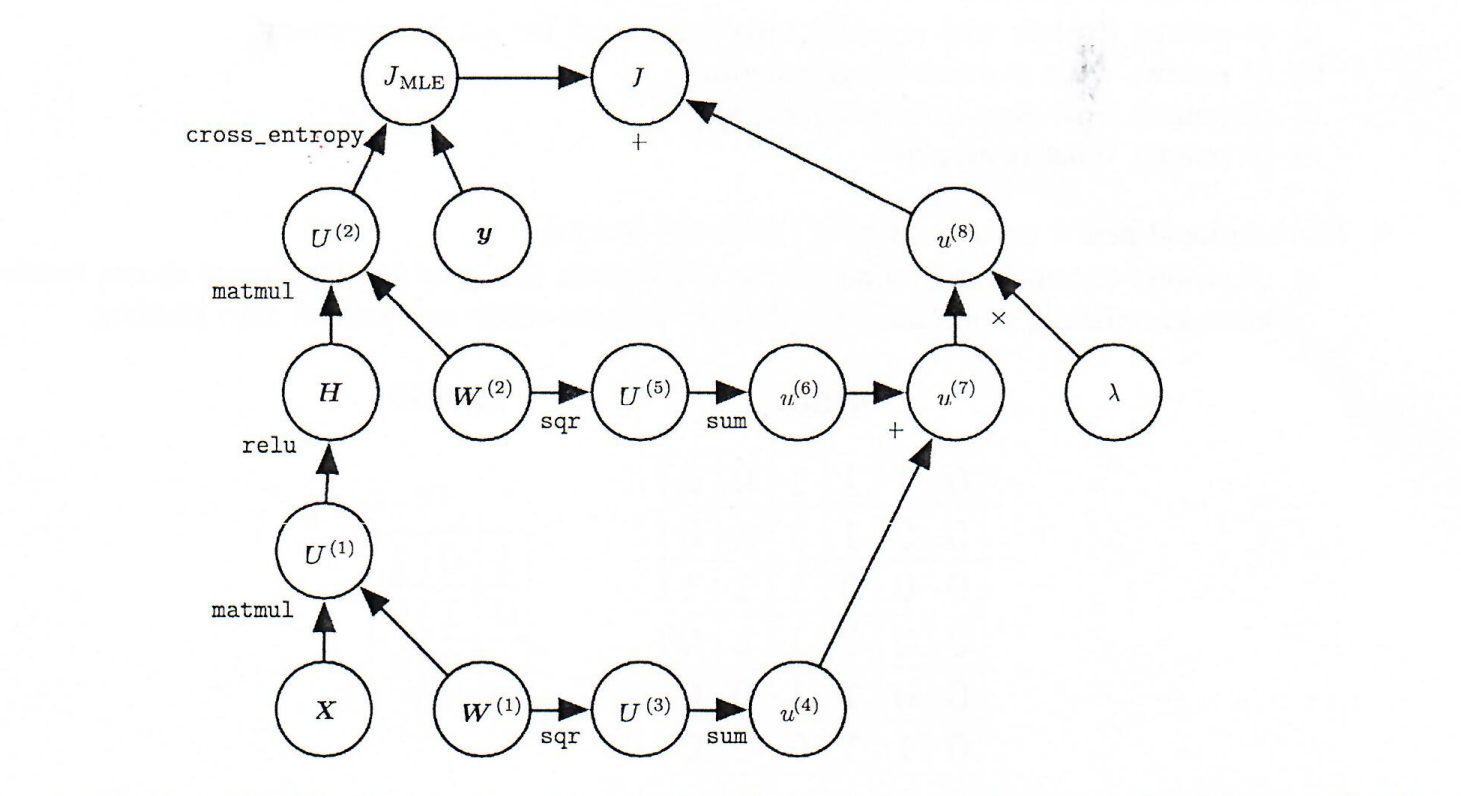 J_MLE J
cross_entropy +
U^(2) y u^(8)
matmul ×
H W^(2) sqr U^(5) sum u^(6) + u^(7) λ
relu
U^(1)
matmul
X W^(1) sqr U^(3) sum u^(4)